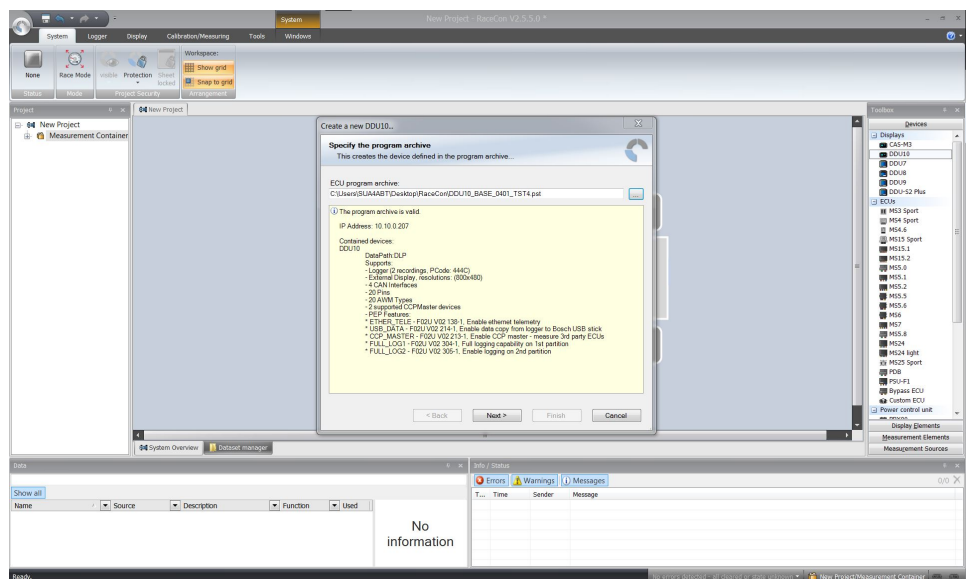 System
New Project - RaceCon V2.5.5.0 *
System
Logger
Display
Calibration/Measuring
Tools
Windows
None
Race Mode
visible
Protection
Sheet locked
Workspace:
Show grid
Snap to grid
Status
Mode
Project Security
Arrangement
Project
New Project
Measurement Container
New Project
Create a new DDU10...
Specify the program archive
This creates the device defined in the program archive...
ECU program archive:
C:\Users\SUA4ABT\Desktop\RaceCon\DDU10_BASE_0401_TST4.pst
...
The program archive is valid.
IP Address: 10.10.0.207
Contained devices:
DDU10
DataPath:DLP
Supports:
- Logger (2 recordings, PCode: 444C)
- External Display, resolutions: (800x480)
- 4 CAN Interfaces
- 20 Pins
- 20 AWM Types
- 2 supported CCPMaster devices
- PEP Features:
* ETHER_TELE - F02U V02 138-1, Enable ethernet telemetry
* USB_DATA - F02U V02 214-1, Enable data copy from logger to Bosch USB stick
* CCP_MASTER - F02U V02 213-1, Enable CCP master - measure 3rd party ECUs
* FULL_LOG1 - F02U V02 304-1, Full logging capability on 1st partition
* FULL_LOG2 - F02U V02 305-1, Enable logging on 2nd partition
< Back
Next >
Finish
Cancel
System Overview
Dataset manager
Toolbox
Devices
Displays
CAS-M3
DDU10
DDU7
DDU8
DDU9
DDU-S2 Plus
ECUs
MS3 Sport
MS4 Sport
MS4.6
MS15 Sport
MS15.1
MS15.2
MS5.0
MS5.1
MS5.2
MS5.5
MS5.6
MS6
MS7
MS5.8
MS24
MS24 light
MS25 Sport
PDB
PSU-F1
Bypass ECU
Custom ECU
Power control unit
Display Elements
Measurement Elements
Measurement Sources
Data
Show all
Name
Source
Description
Function
Used
No
information
Info / Status
Errors
Warnings
Messages
0/0
T...
Time
Sender
Message
Ready.
No errors detected - all cleared or state unknown
New Project/Measurement Container